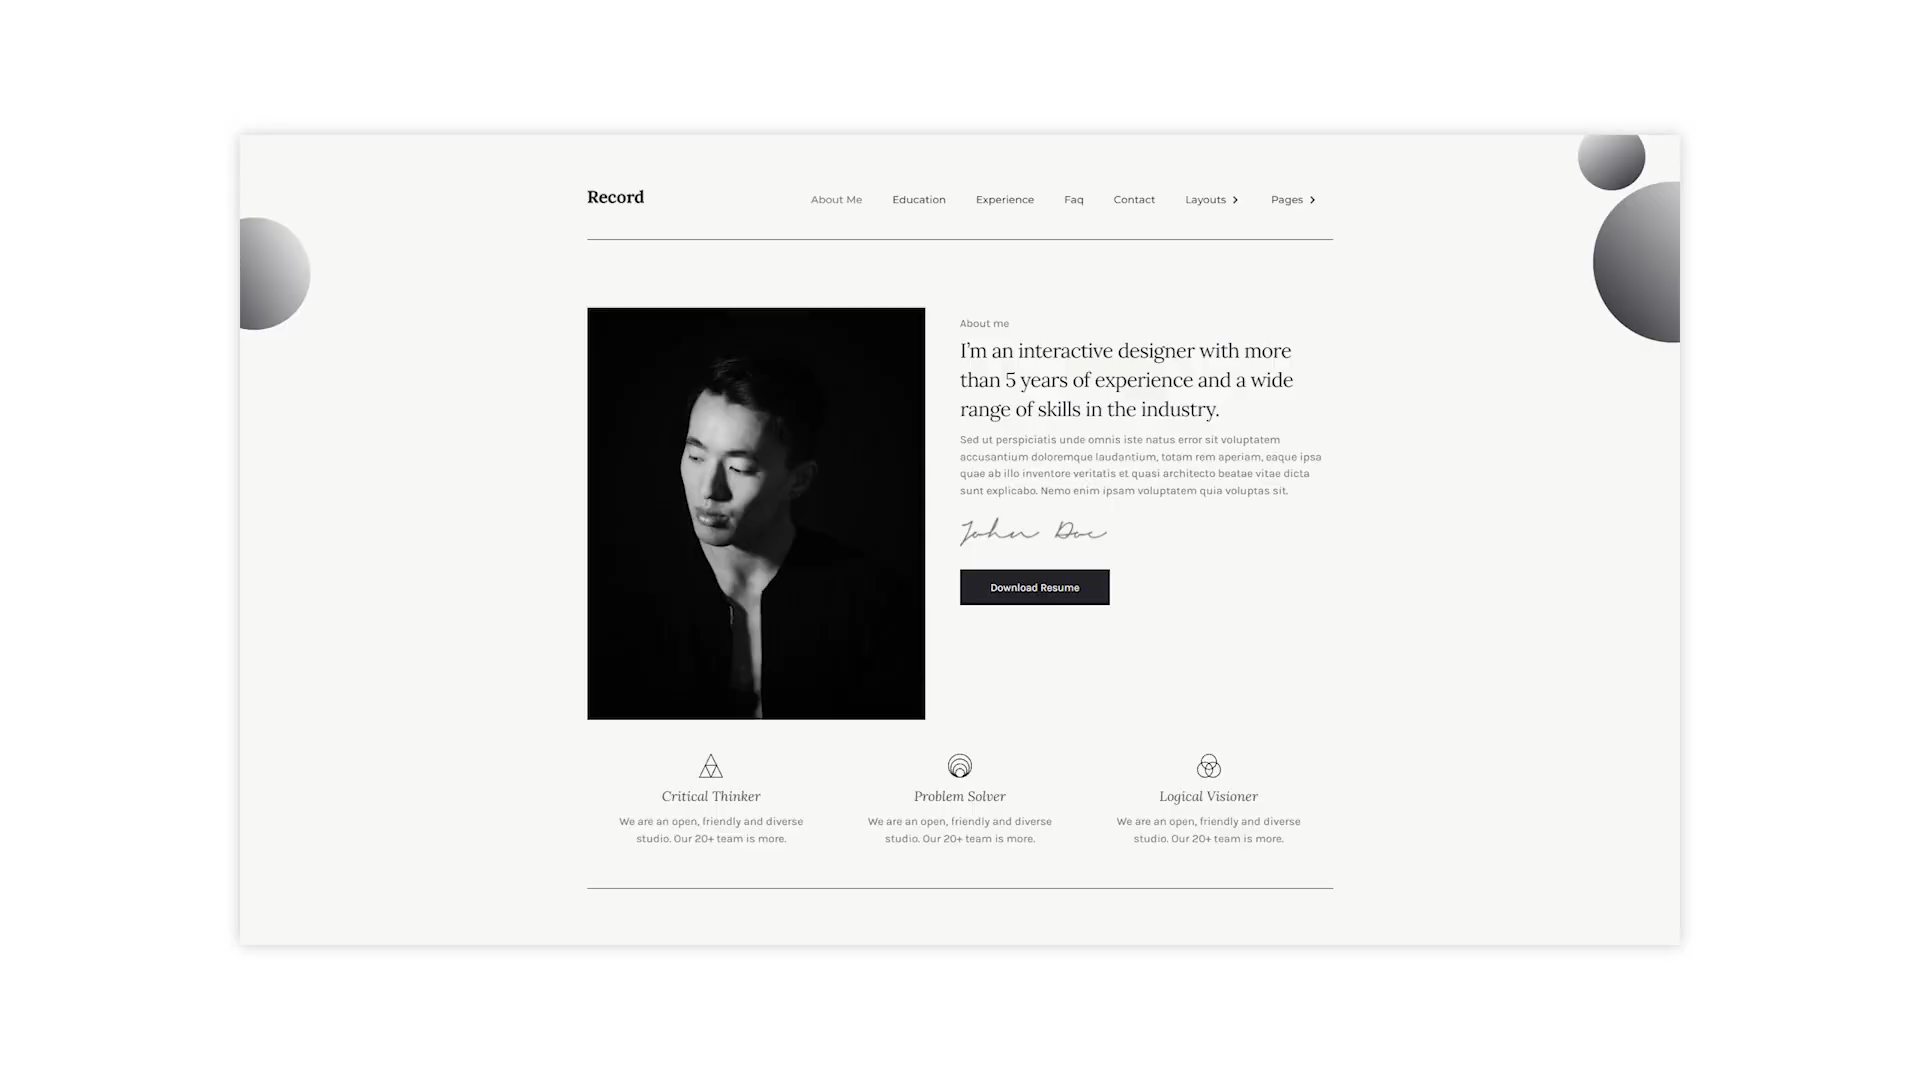 Record
About Me Education Experience Faq Contact Layouts Pages
About me
I'm an interactive designer with more
than 5 years of experience and a wide
range of skills in the industry.
Sed ut perspiciatis unde omnis iste natus error sit voluptatem
accusantium doloremque laudantium, totam rem aperiam, eaque ipsa
quae ab illo inventore veritatis et quasi architecto beatae vitae dicta
sunt explicabo. Nemo enim ipsam voluptatem quia voluptas sit.
John Doe
Download Resume
Critical Thinker
We are an open, friendly and diverse
studio. Our 20+ team is more.
Problem Solver
We are an open, friendly and diverse
studio. Our 20+ team is more.
Logical Visioner
We are an open, friendly and diverse
studio. Our 20+ team is more.